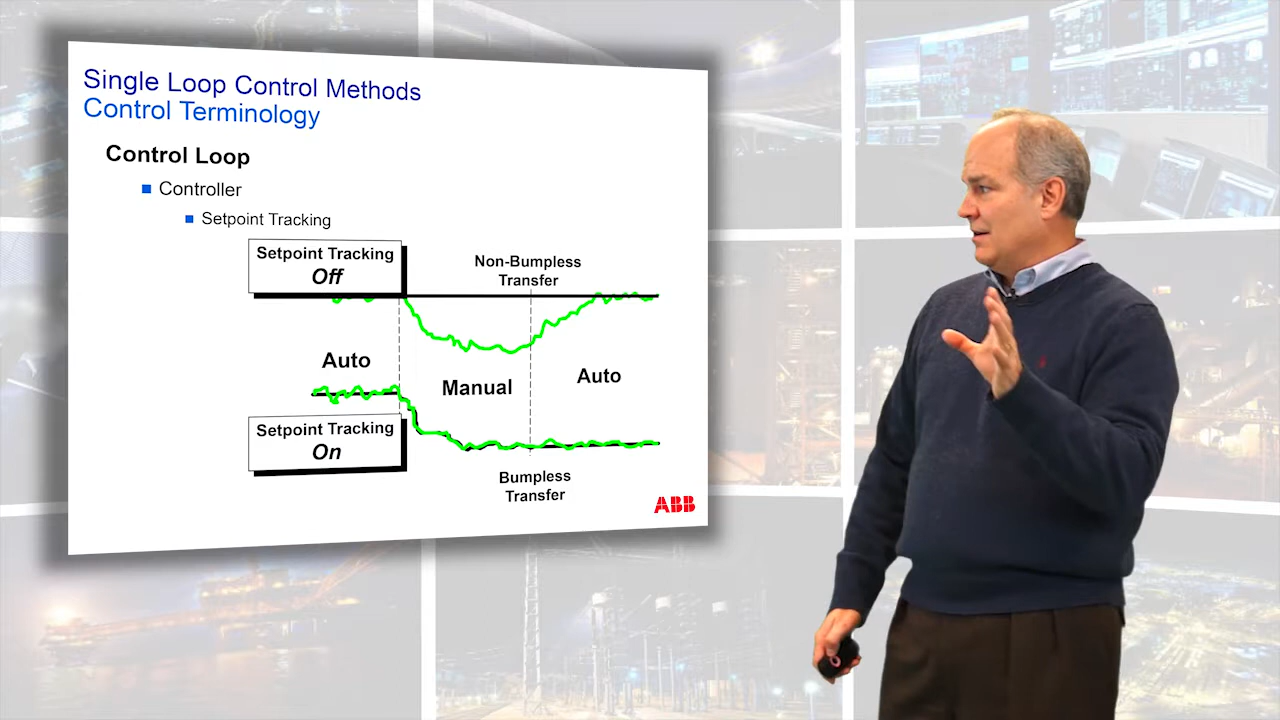 Single Loop Control Methods
Control Terminology
Control Loop
Controller
Setpoint Tracking
Setpoint Tracking
Off
Non-Bumpless
Transfer
Auto
Manual
Auto
Setpoint Tracking
On
Bumpless
Transfer
ABB